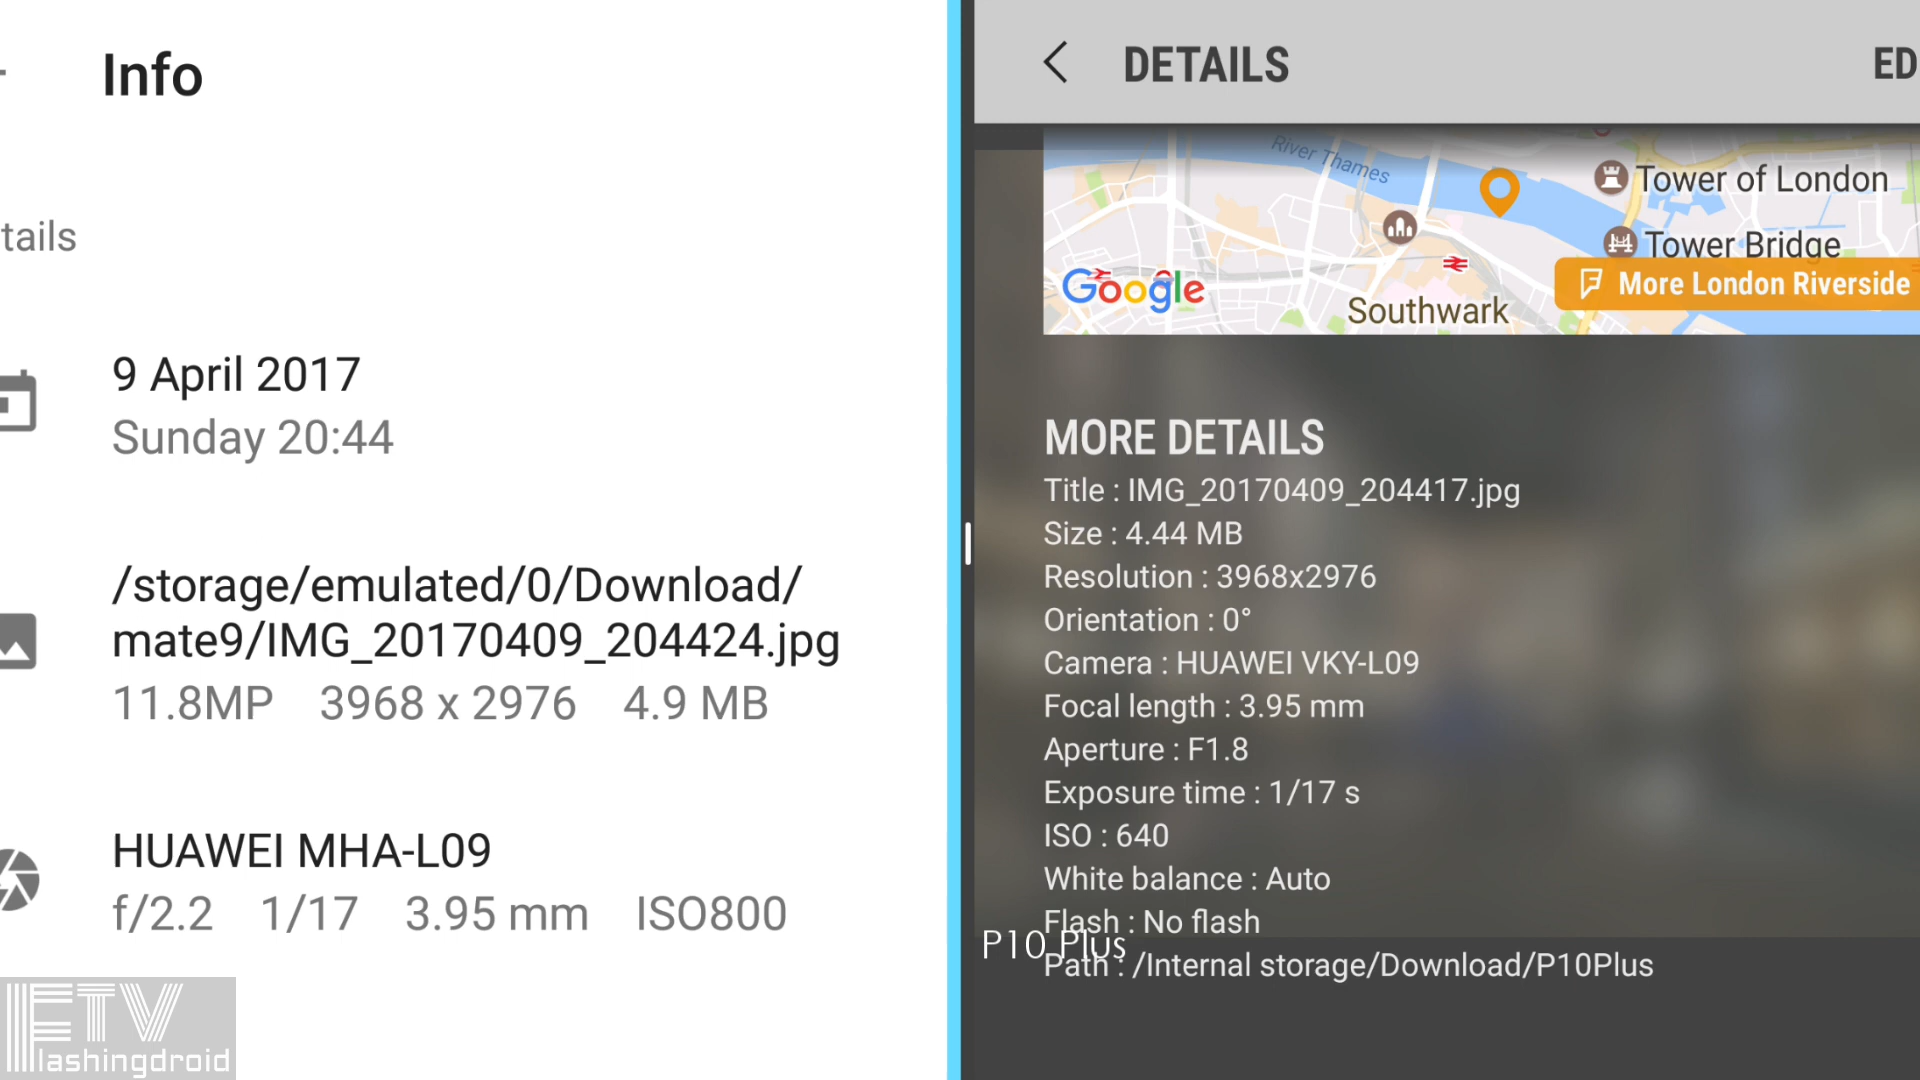 Info
tails
9 April 2017
Sunday 20:44
/storage/emulated/0/Download/
mate9/IMG_20170409_204424.jpg
11.8MP 3968 x 2976 4.9 MB
HUAWEI MHA-L09
f/2.2 1/17 3.95 mm ISO800
FTV
lashingdroid
DETAILS
ED
River Thames
Tower of London
Tower Bridge
More London Riverside
Google
Southwark
MORE DETAILS
Title : IMG_20170409_204417.jpg
Size : 4.44 MB
Resolution : 3968x2976
Orientation : 0°
Camera : HUAWEI VKY-L09
Focal length : 3.95 mm
Aperture : F1.8
Exposure time : 1/17 s
ISO : 640
White balance : Auto
Flash : No flash
P10 Plus
Path : /Internal storage/Download/P10Plus